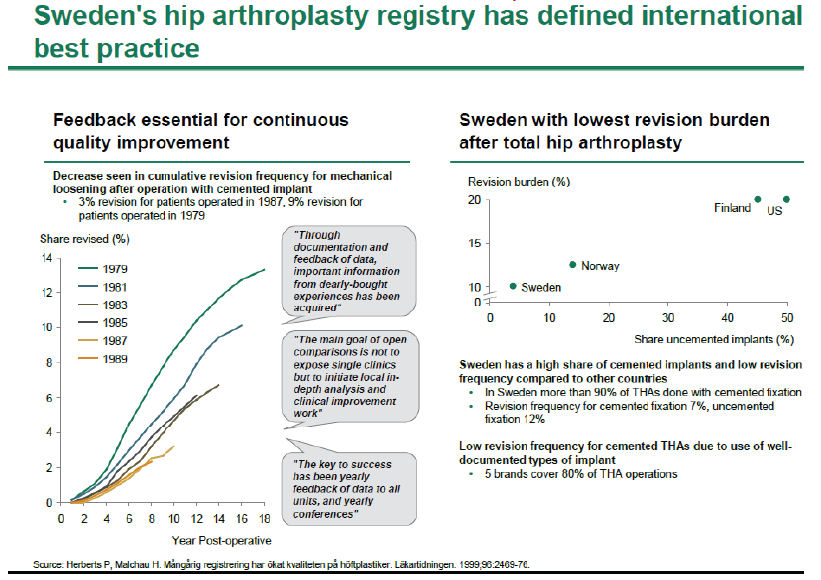 Sweden's hip arthroplasty registry has defined international
best practice
Feedback essential for continuous
quality improvement
Decrease seen in cumulative revision frequency for mechanical
loosening after operation with cemented implant
• 3% revision for patients operated in 1987, 9% revision for
patients operated in 1979
Share revised (%)
14
12
10
8
6
4
2
0
1979
1981
1983
1985
1987
1989
0 2 4 6 8 10 12 14 16 18
Year Post-operative
"Through
documentation and
feedback of data,
important information
from dearly-bought
experiences has been
acquired"
"The main goal of open
comparisons is not to
expose single clinics
but to initiate local in-
depth analysis and
clinical improvement
work"
"The key to success
has been yearly
feedback of data to all
units, and yearly
conferences"
Sweden with lowest revision burden
after total hip arthroplasty
Revision burden (%)
20
15
10
0
Finland
US
Norway
Sweden
0 10 20 30 40 50
Share uncemented implants (%)
Sweden has a high share of cemented implants and low revision
frequency compared to other countries
• In Sweden more than 90% of THAs done with cemented fixation
• Revision frequency for cemented fixation 7%, uncemented
fixation 12%
Low revision frequency for cemented THAs due to use of well-
documented types of implant
• 5 brands cover 80% of THA operations
Source: Herberts P, Malchau H. Mångårig registrering har ökat kvaliteten på höftplastiker. Läkartidningen. 1999;96:2469-76.